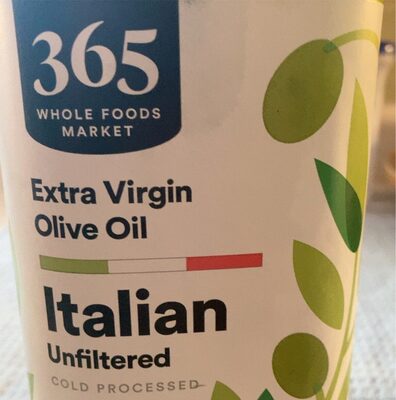 365
WHOLE FOODS
MARKET
Extra Virgin
Olive Oil
Italian
Unfiltered
COLD PROCESSED